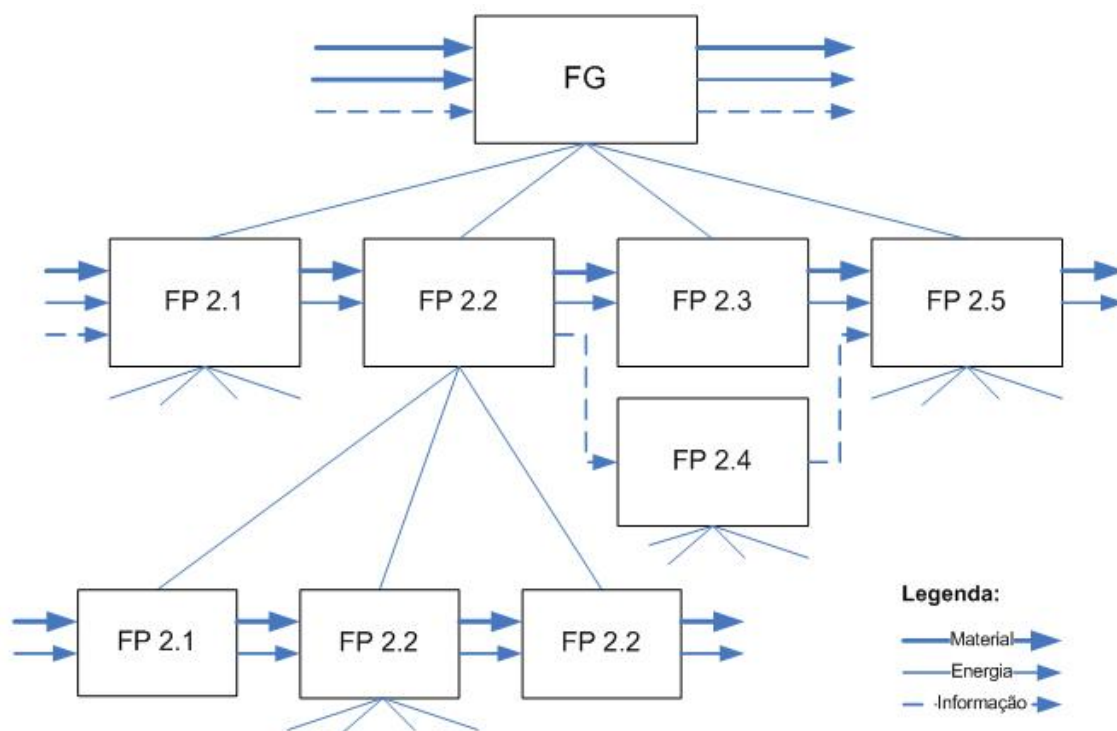 FG
FP 2.1
FP 2.2
FP 2.3
FP 2.5
FP 2.4
FP 2.1
FP 2.2
FP 2.2
Legenda:
Material
Energia
Informação